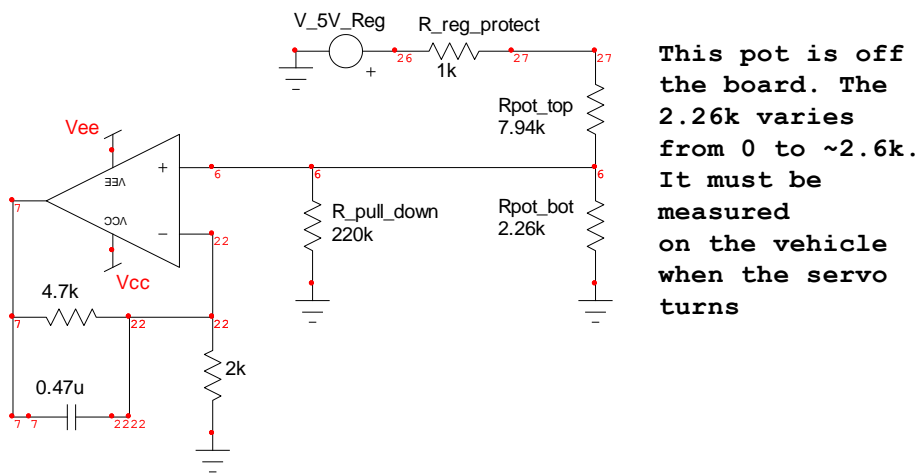 V_5V_Reg
R_reg_protect
+
26
1k
27
27
This pot is off
the board. The
2.26k varies
from 0 to ~2.6k.
It must be
measured
on the vehicle
when the servo
turns
Rpot_top
7.94k
Vee
VEE
+
6
6
7
R_pull_down
220k
Rpot_bot
2.26k
VCC
−
22
Vcc
4.7k
7
22
22
2k
0.47u
7
7
2222